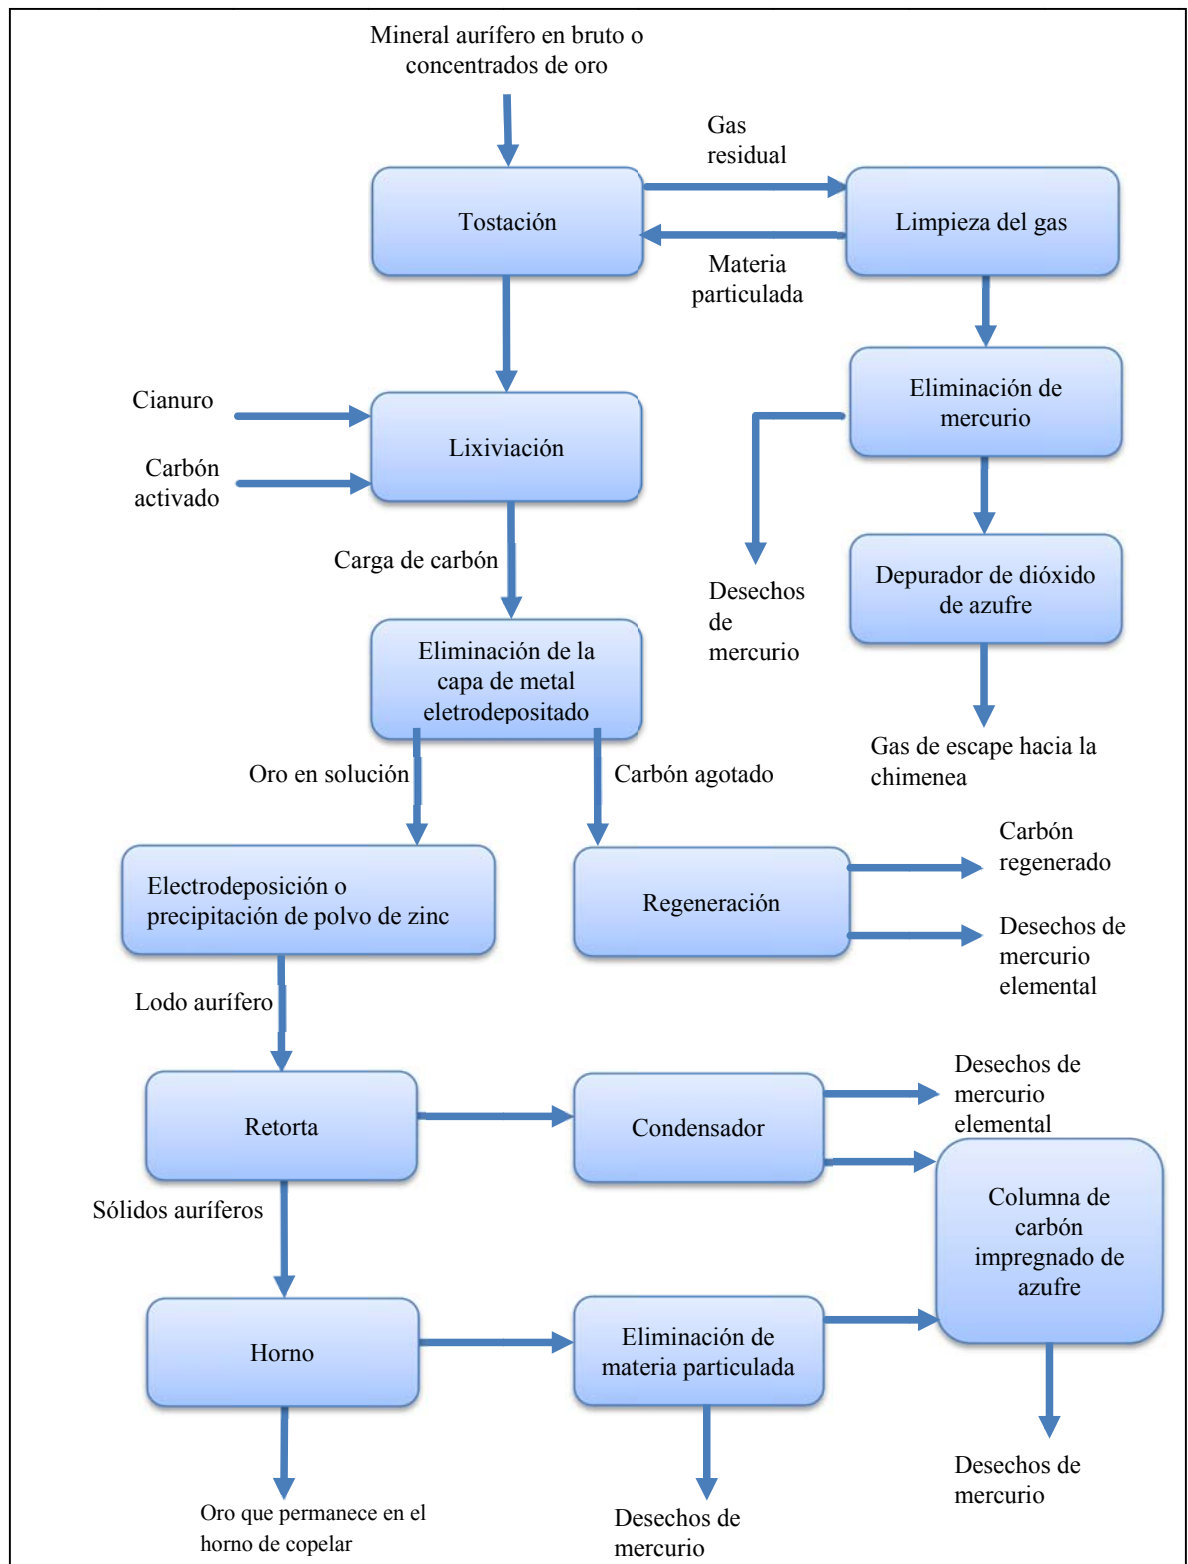 Mineral aurífero en bruto o
concentrados de oro
Gas
residual
Tostación
Limpieza del gas
Materia
particulada
Eliminación de
mercurio
Cianuro
Lixiviación
Carbón
activado
Carga de carbón
Desechos
de
mercurio
Depurador de dióxido
de azufre
Eliminación de la
capa de metal
eletrodepositado
Gas de escape hacia la
chimenea
Oro en solución
Carbón agotado
Carbón
regenerado
Electrodeposición o
precipitación de polvo de zinc
Regeneración
Desechos de
mercurio
elemental
Lodo aurífero
Desechos de
mercurio
elemental
Retorta
Condensador
Sólidos auríferos
Columna de
carbón
impregnado de
azufre
Horno
Eliminación de
materia particulada
Desechos de
mercurio
Oro que permanece en el
horno de copelar
Desechos de
mercurio